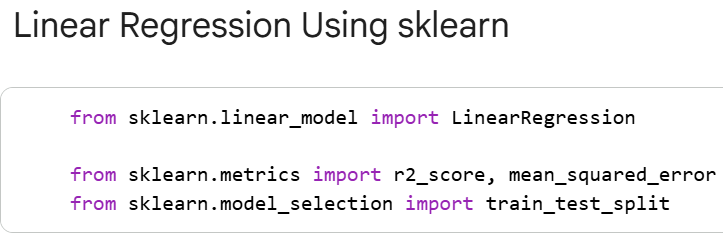 Linear Regression Using sklearn
from sklearn.linear_model import LinearRegression
from sklearn.metrics import r2_score, mean_squared_error
from sklearn.model_selection import train_test_split